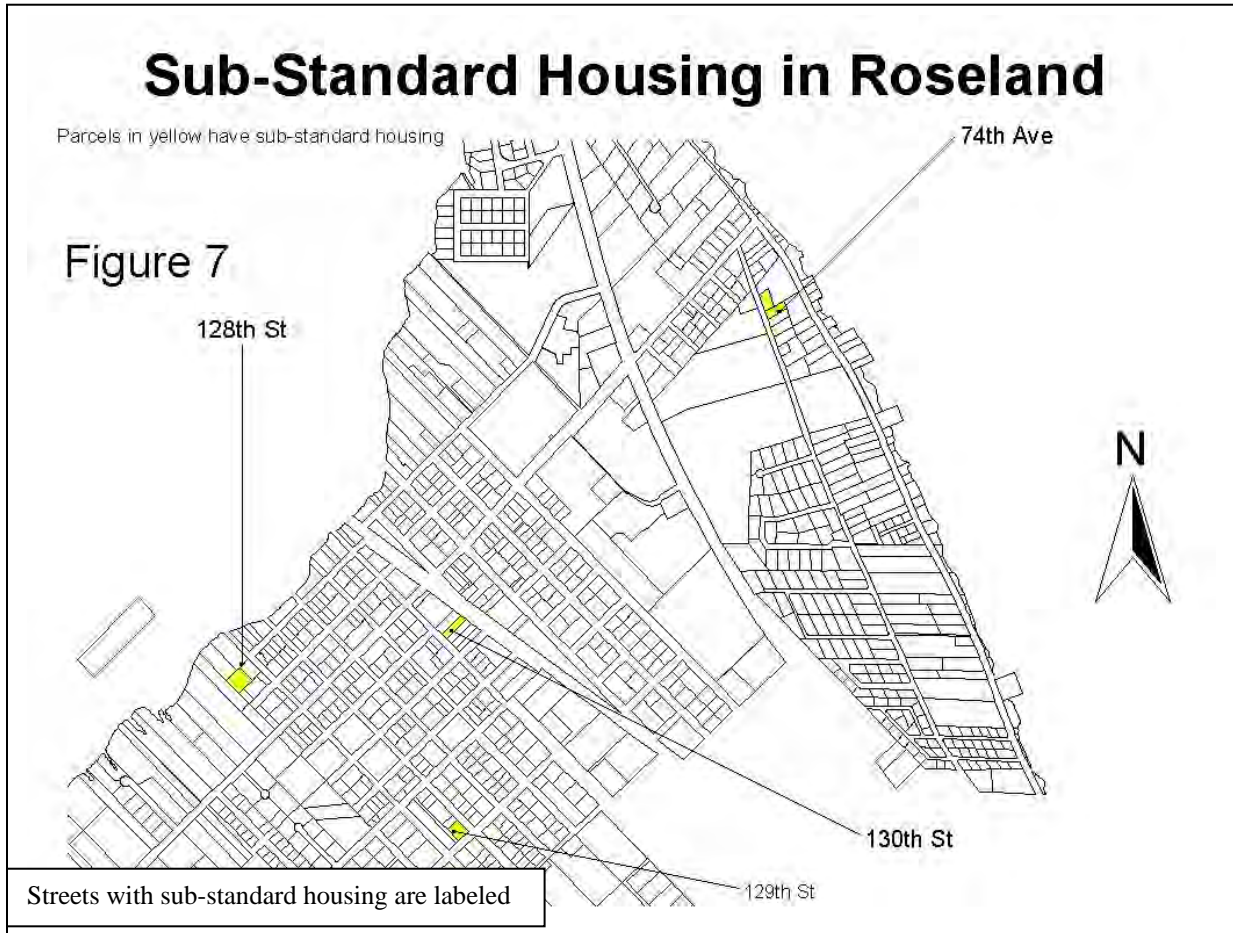 Sub-Standard Housing in Roseland
Parcels in yellow have sub-standard housing
74th Ave
Figure 7
128th St
N
130th St
129th St
Streets with sub-standard housing are labeled